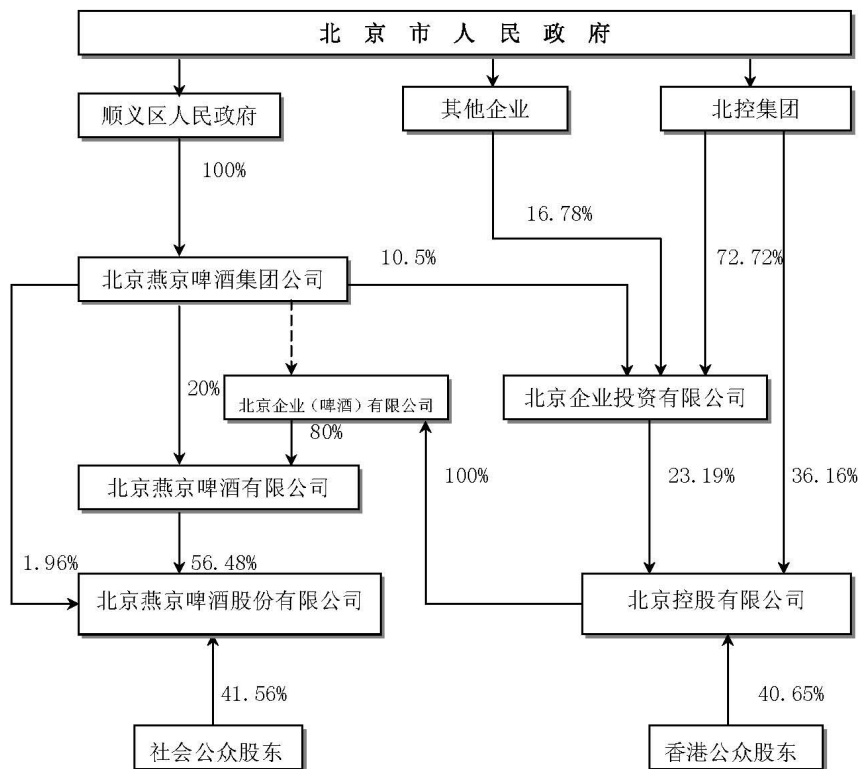 北京市人民政府
顺义区人民政府
其他企业
北控集团
100%
16.78%
10.5%
72.72%
北京燕京啤酒集团公司
20%
北京企业（啤酒）有限公司
北京企业投资有限公司
80%
北京燕京啤酒有限公司
100%
23.19%
36.16%
1.96%
56.48%
北京燕京啤酒股份有限公司
北京控股有限公司
41.56%
40.65%
社会公众股东
香港公众股东